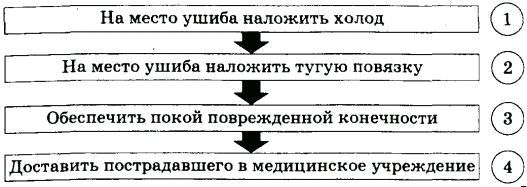 На место ушиба наложить холод 1
На место ушиба наложить тугую повязку 2
Обеспечить покой поврежденной конечности 3
Доставить пострадавшего в медицинское учреждение 4